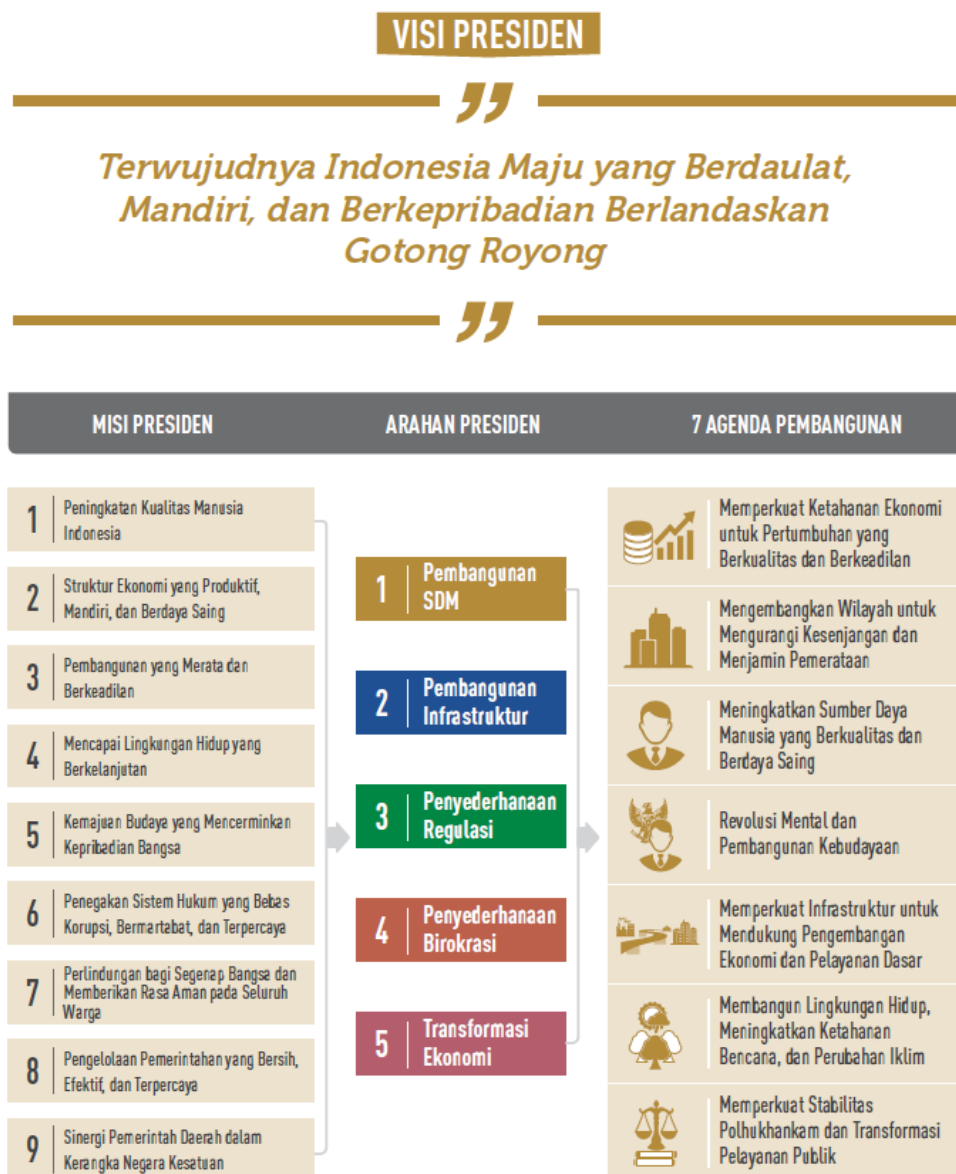 VISI PRESIDEN
”
Terwujudnya Indonesia Maju yang Berdaulat,
Mandiri, dan Berkepribadian Berlandaskan
Gotong Royong
”
MISI PRESIDEN
1
Peningkatan Kualitas Manusia
Indonesia
2
Struktur Ekonomi yang Produktif,
Mandiri, dan Berdaya Saing
3
Pembangunan yang Merata dan
Berkeadilan
4
Mencapai Lingkungan Hidup yang
Berkelanjutan
5
Kemajuan Budaya yang Mencerminkan
Kepribadian Bangsa
6
Penegakan Sistem Hukum yang Bebas
Korupsi, Bermartabat, dan Terpercaya
7
Perlindungan bagi Segenap Bangsa dan
Memberikan Rasa Aman pada Seluruh
Warga
8
Pengelolaan Pemerintahan yang Bersih,
Efektif, dan Terpercaya
9
Sinergi Pemerintah Daerah dalam
Kerangka Negara Kesatuan
ARAHAN PRESIDEN
1
Pembangunan
SDM
2
Pembangunan
Infrastruktur
3
Penyederhanaan
Regulasi
4
Penyederhanaan
Birokrasi
5
Transformasi
Ekonomi
7 AGENDA PEMBANGUNAN
Memperkuat Ketahanan Ekonomi
untuk Pertumbuhan yang
Berkualitas dan Berkeadilan
Mengembangkan Wilayah untuk
Mengurangi Kesenjangan dan
Menjamin Pemerataan
Meningkatkan Sumber Daya
Manusia yang Berkualitas dan
Berdaya Saing
Revolusi Mental dan
Pembangunan Kebudayaan
Memperkuat Infrastruktur untuk
Mendukung Pengembangan
Ekonomi dan Pelayanan Dasar
Membangun Lingkungan Hidup,
Meningkatkan Ketahanan
Bencana, dan Perubahan Iklim
Memperkuat Stabilitas
Polhukhankam dan Transformasi
Pelayanan Publik